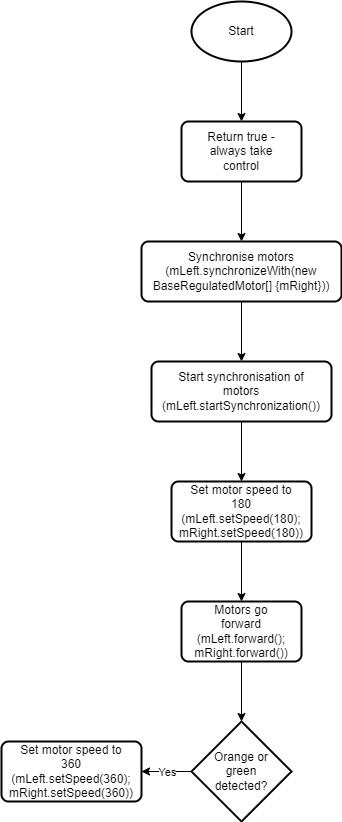 Start
Return true -
always take
control
Synchronise motors
(mLeft.synchronizeWith(new
BaseRegulatedMotor[] {mRight}))
Start synchronisation of
motors
(mLeft.startSynchronization())
Set motor speed to
180
(mLeft.setSpeed(180);
mRight.setSpeed(180))
Motors go
forward
(mLeft.forward();
mRight.forward())
Orange or
green
detected?
Yes
Set motor speed to
360
(mLeft.setSpeed(360);
mRight.setSpeed(360))